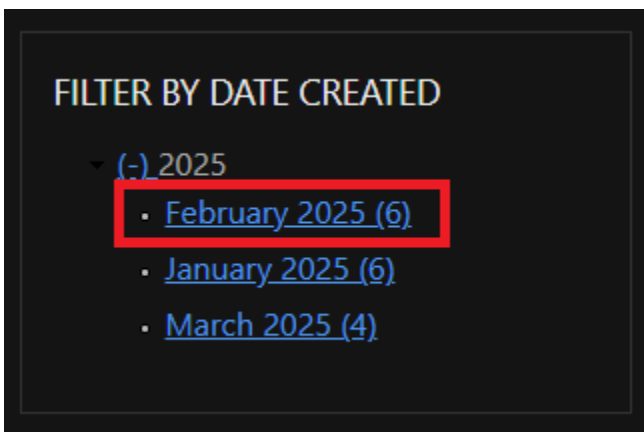 FILTER BY DATE CREATED
(-) 2025
February 2025 (6)
January 2025 (6)
March 2025 (4)